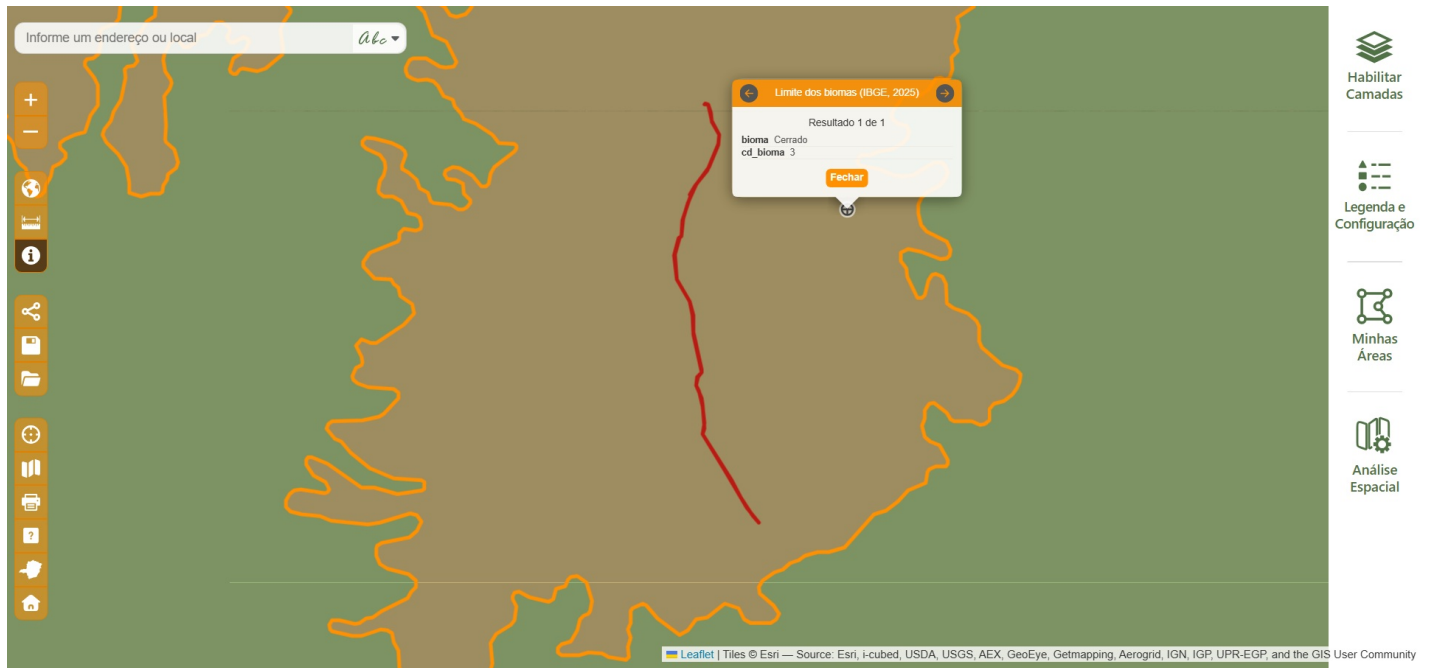 Informe um endereço ou local
Abc
Limite dos biomas (IBGE, 2025)
Resultado 1 de 1
bioma Cerrado
cd_bioma 3
Fechar
Habilitar
Camadas
Legenda e
Configuração
Minhas
Áreas
Análise
Espacial
Leaflet | Tiles © Esri — Source: Esri, i-cubed, USDA, USGS, AEX, GeoEye, Getmapping, Aerogrid, IGN, IGP, UPR-EGP, and the GIS User Community